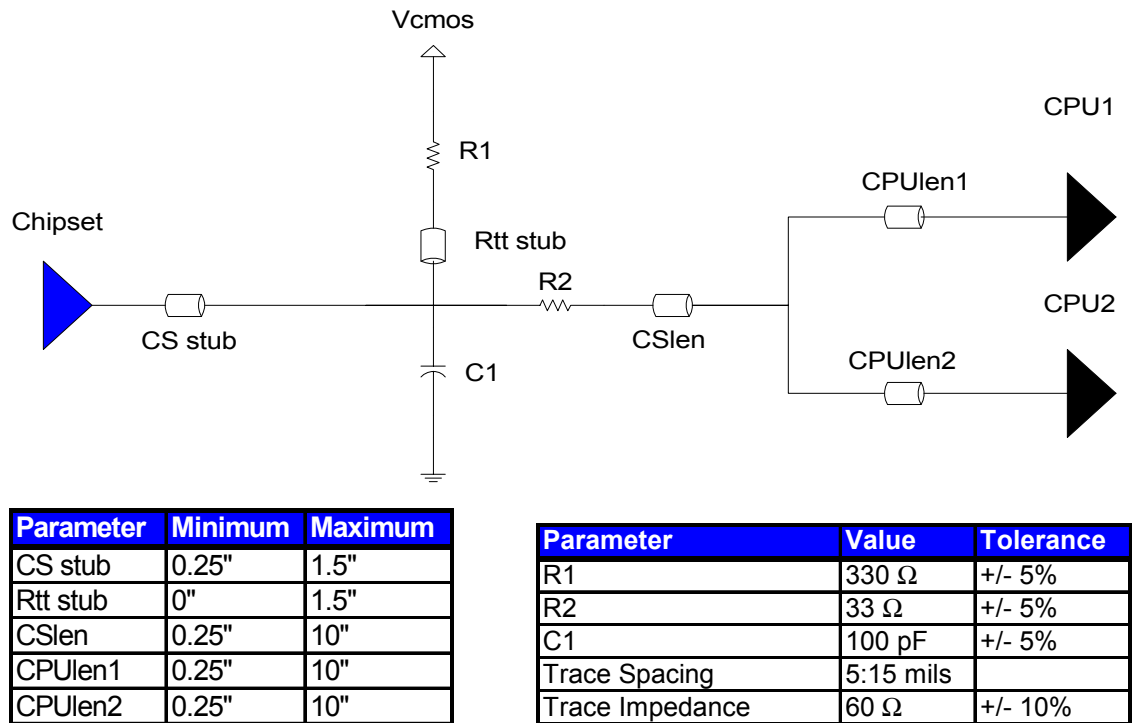 Vcmos
CPU1
R1
CPUlen1
Chipset
Rtt stub
R2
CPU2
CS stub
CSlen
CPUlen2
C1
Parameter Minimum Maximum
CS stub 0.25" 1.5"
Rtt stub 0" 1.5"
CSlen 0.25" 10"
CPUlen1 0.25" 10"
CPUlen2 0.25" 10"
Parameter Value Tolerance
R1 330 Ω +/- 5%
R2 33 Ω +/- 5%
C1 100 pF +/- 5%
Trace Spacing 5:15 mils
Trace Impedance 60 Ω +/- 10%